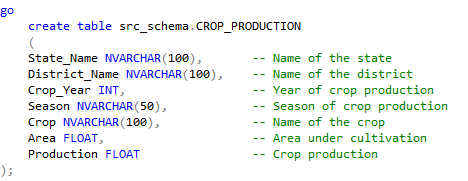 go
create table src_schema.CROP_PRODUCTION
(
State_Name NVARCHAR(100), -- Name of the state
District_Name NVARCHAR(100), -- Name of the district
Crop_Year INT, -- Year of crop production
Season NVARCHAR(50), -- Season of crop production
Crop NVARCHAR(100), -- Name of the crop
Area FLOAT, -- Area under cultivation
Production FLOAT -- Crop production
);